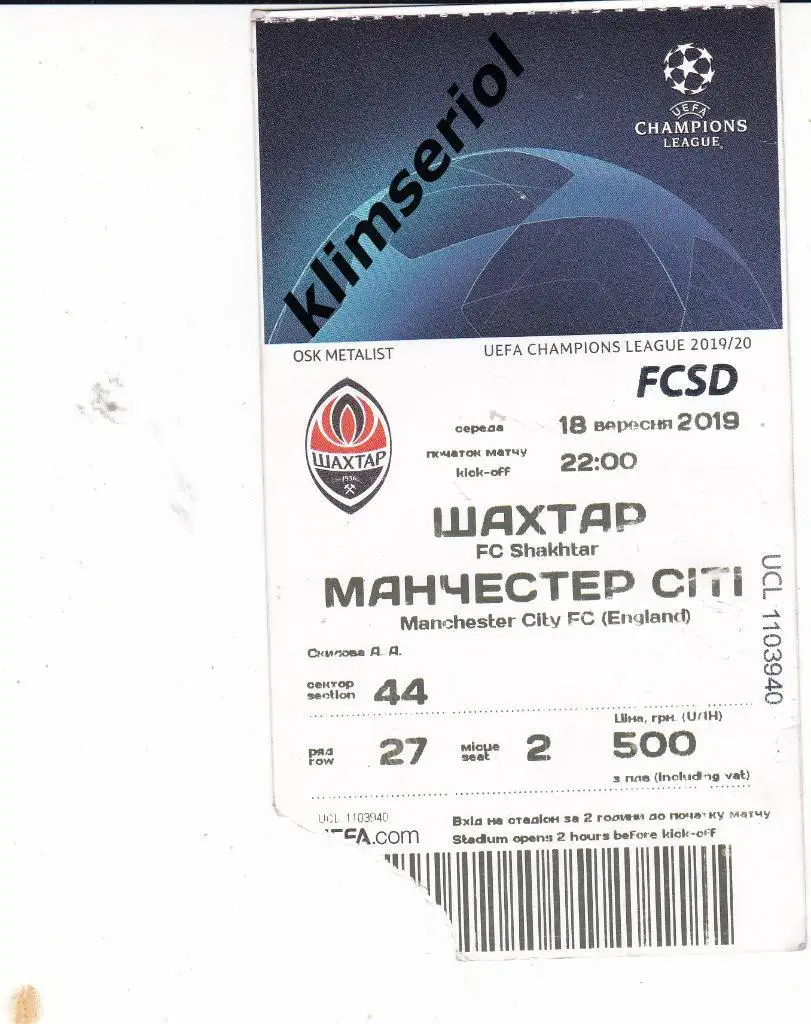 klimseriol
UEFA
CHAMPIONS
LEAGUE
OSK METALIST
UEFA CHAMPIONS LEAGUE 2019/20
FCSD
середа 18 вересня 2019
початок матчу
kick-off 22:00
ШАХТАР
1936
ШАХТАР
FC Shakhtar
МАНЧЕСТЕР СІТІ
Manchester City FC (England)
UCL 1103940
А. А.
сектор
section 44
Ціна, грн. (UAH)
ряд
row 27
місце
seat 2
500
з пдв (Including vat)
UCL 1103940
UEFA.com
Вхід на стадіон за 2 години до початку матчу
Stadium opens 2 hours before kick-off